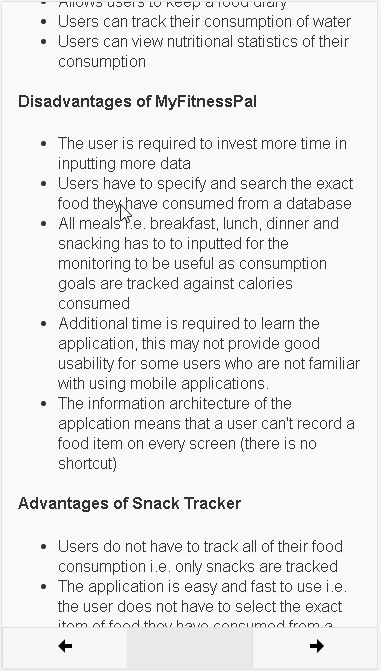 Allows users to keep a food diary
Users can track their consumption of water
Users can view nutritional statistics of their
consumption
Disadvantages of MyFitnessPal
The user is required to invest more time in
inputting more data
Users have to specify and search the exact
food they have consumed from a database
All meals i.e. breakfast, lunch, dinner and
snacking has to to inputted for the
monitoring to be useful as consumption
goals are tracked against calories
consumed
Additional time is required to learn the
application, this may not provide good
usability for some users who are not familiar
with using mobile applications.
The information architecture of the
applcation means that a user can't record a
food item on every screen (there is no
shortcut)
Advantages of Snack Tracker
Users do not have to track all of their food
consumption i.e. only snacks are tracked
The application is easy and fast to use i.e.
the user does not have to select the exact
item of food they have consumed from a